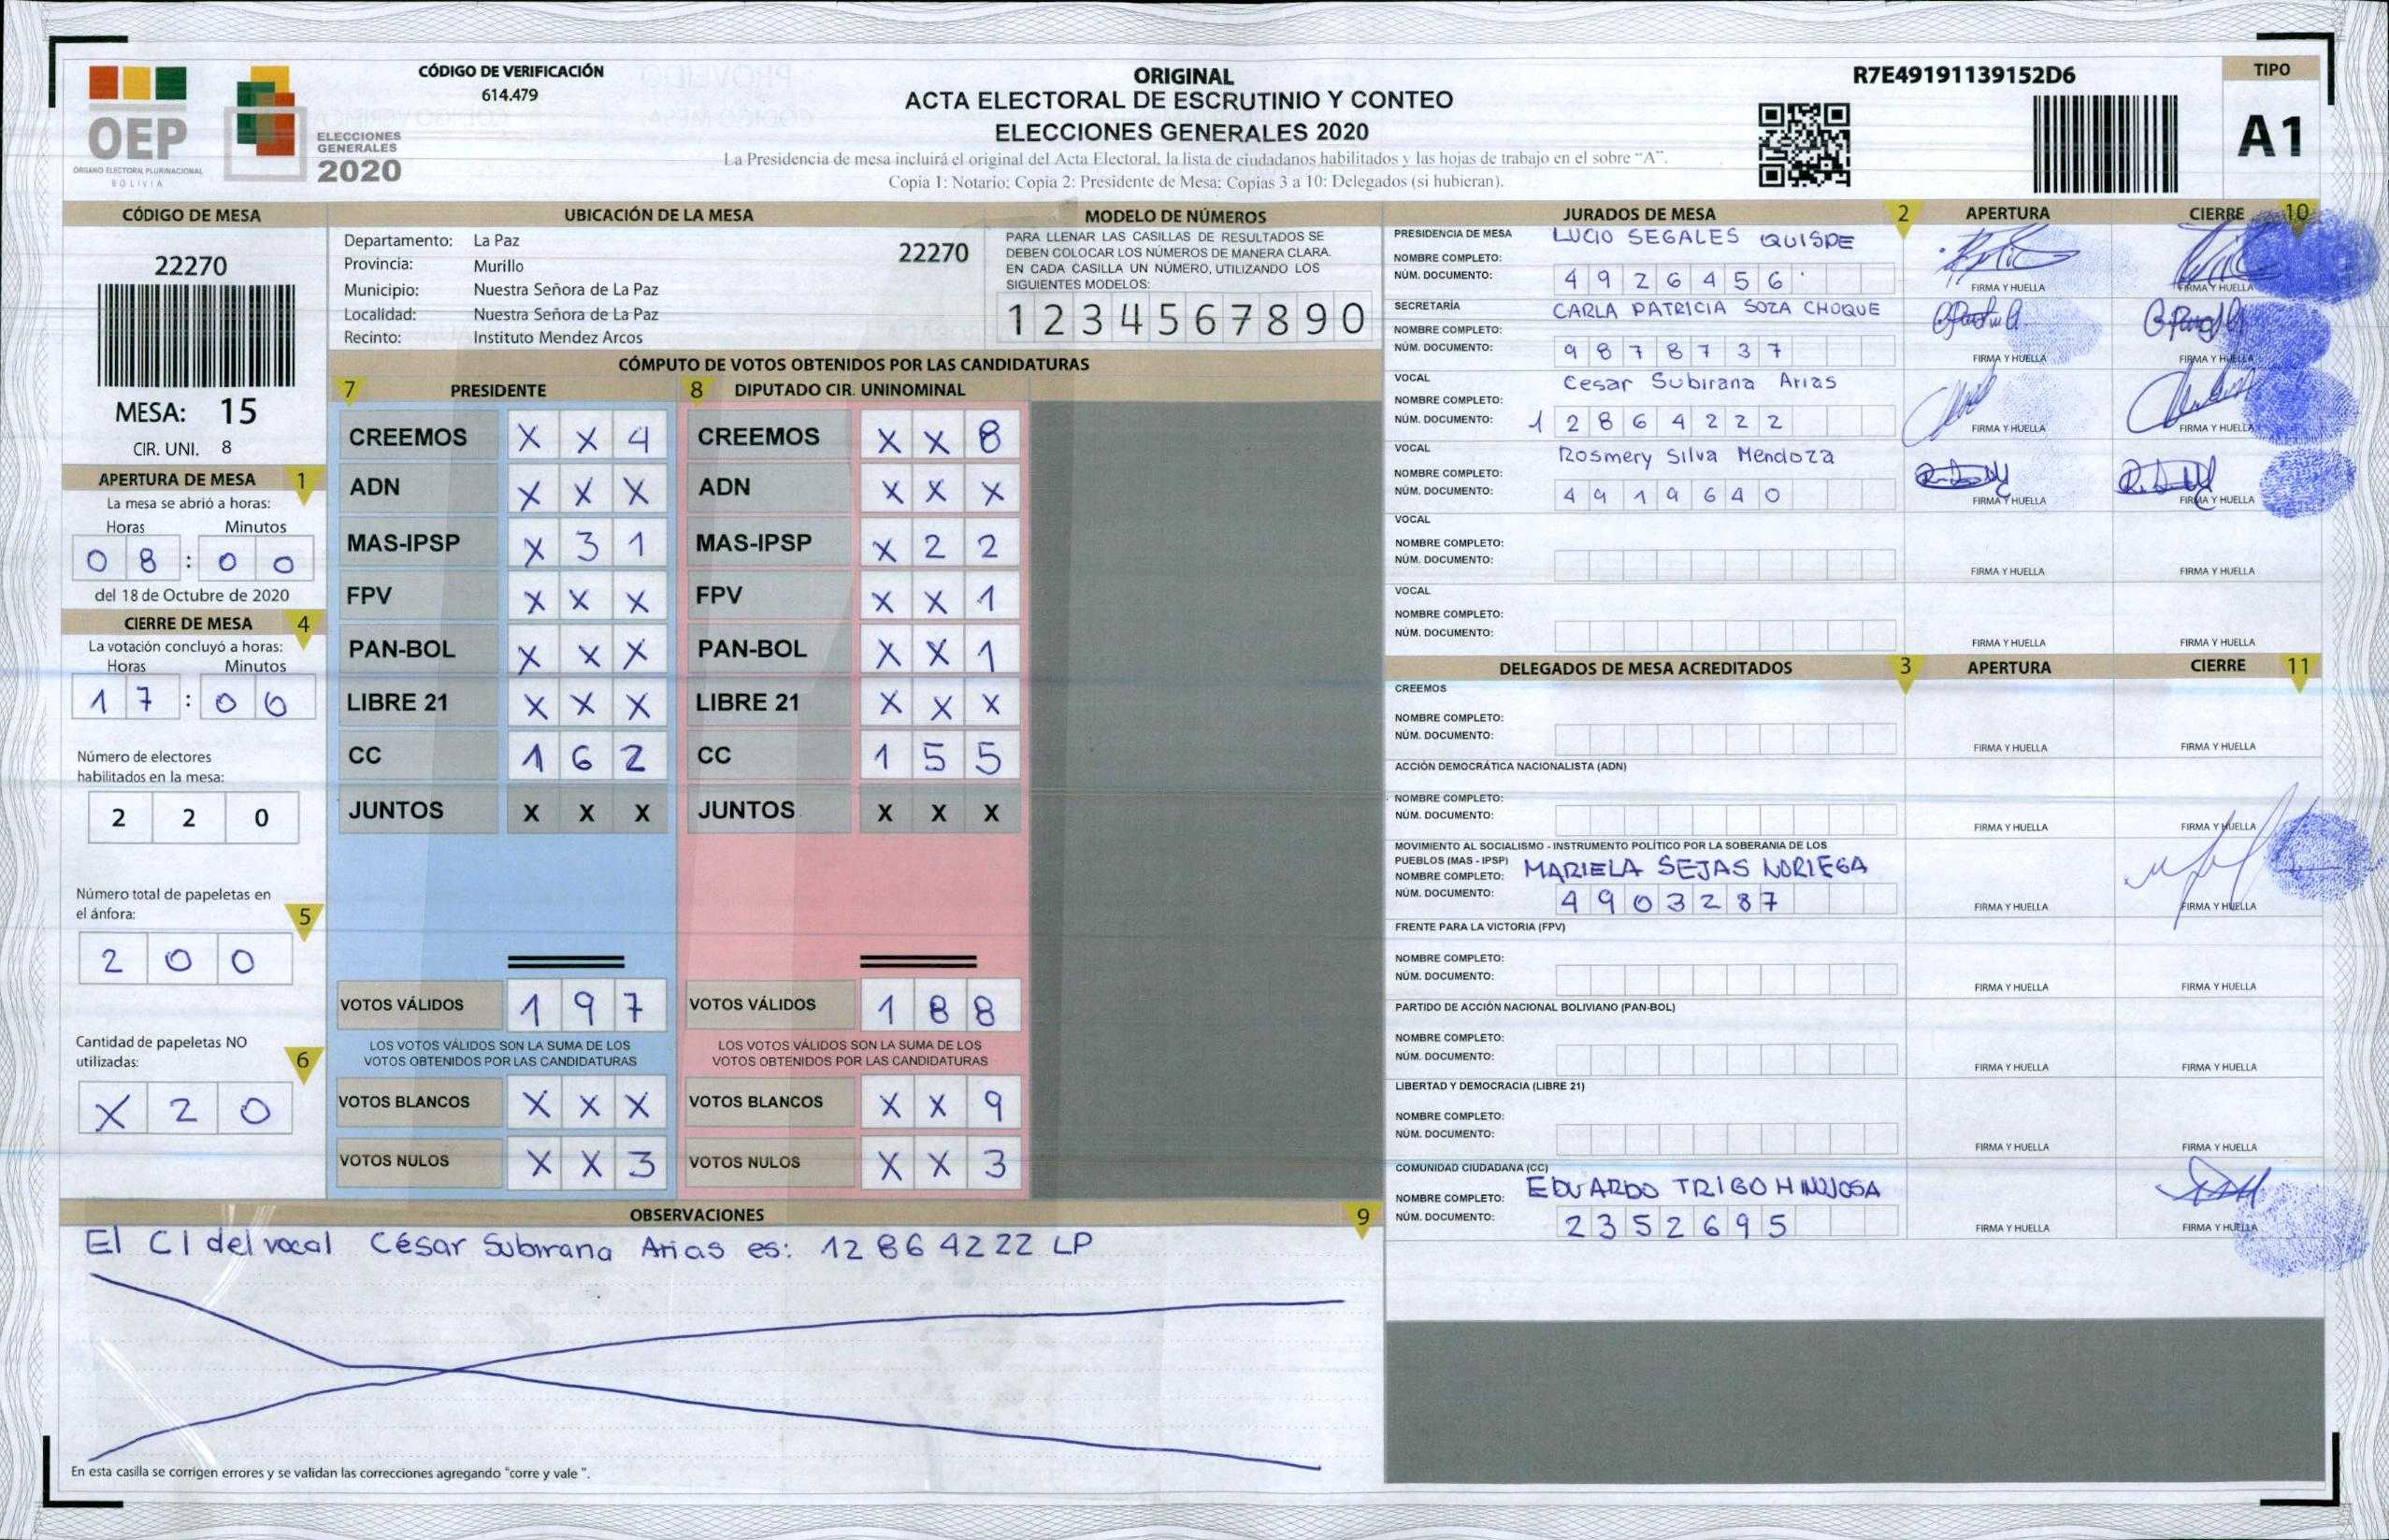 OEP
ORGANO ELECTORAL PLURINACIONAL
BOLIVIA
ELECCIONES
GENERALES
2020
CÓDIGO DE VERIFICACIÓN
614.479
ORIGINAL
ACTA ELECTORAL DE ESCRUTINIO Y CONTEO
ELECCIONES GENERALES 2020
La Presidencia de mesa incluirá el original del Acta Electoral, la lista de ciudadanos habilitados y las hojas de trabajo en el sobre "A".
Copia 1: Notario: Copia 2: Presidente de Mesa: Copias 3 a 10: Delegados (si hubieran).
R7E49191139152D6
TIPO
A1
CÓDIGO DE MESA
22270
MESA: 15
CIR. UNI. 8
APERTURA DE MESA 1
La mesa se abrió a horas:
Horas Minutos
0 8 : 0 0
del 18 de Octubre de 2020
CIERRE DE MESA 4
La votación concluyó a horas:
Horas Minutos
1 7 : 0 0
Número de electores
habilitados en la mesa:
2 2 0
Número total de papeletas en
el ánfora: 5
2 0 0
Cantidad de papeletas NO
utilizadas: 6
X 2 0
UBICACIÓN DE LA MESA
Departamento: La Paz 22270
Provincia: Murillo
Municipio: Nuestra Señora de La Paz
Localidad: Nuestra Señora de La Paz
Recinto: Instituto Mendez Arcos
MODELO DE NÚMEROS
PARA LLENAR LAS CASILLAS DE RESULTADOS SE
DEBEN COLOCAR LOS NÚMEROS DE MANERA CLARA.
EN CADA CASILLA UN NÚMERO, UTILIZANDO LOS
SIGUIENTES MODELOS:
1 2 3 4 5 6 7 8 9 0
CÓMPUTO DE VOTOS OBTENIDOS POR LAS CANDIDATURAS
7 PRESIDENTE 8 DIPUTADO CIR. UNINOMINAL
CREEMOS X X 4 CREEMOS X X 8
ADN X X X ADN X X X
MAS-IPSP X 3 1 MAS-IPSP X 2 2
FPV X X X FPV X X 1
PAN-BOL X X X PAN-BOL X X 1
LIBRE 21 X X X LIBRE 21 X X X
CC 1 6 2 CC 1 5 5
JUNTOS X X X JUNTOS X X X
VOTOS VÁLIDOS 1 9 7 VOTOS VÁLIDOS 1 8 8
LOS VOTOS VÁLIDOS SON LA SUMA DE LOS LOS VOTOS VÁLIDOS SON LA SUMA DE LOS
VOTOS OBTENIDOS POR LAS CANDIDATURAS VOTOS OBTENIDOS POR LAS CANDIDATURAS
VOTOS BLANCOS X X X VOTOS BLANCOS X X 9
VOTOS NULOS X X 3 VOTOS NULOS X X 3
OBSERVACIONES 9
El CI del vocal César Subirana Arias es: 12864222 LP
En esta casilla se corrigen errores y se validan las correcciones agregando "corre y vale ".
JURADOS DE MESA 2 APERTURA CIERRE 10
PRESIDENCIA DE MESA LUCIO SEGALES QUISPE
NOMBRE COMPLETO:
NÚM. DOCUMENTO: 4 9 2 6 4 5 6 FIRMA Y HUELLA FIRMA Y HUELLA
SECRETARÍA CARLA PATRICIA SOZA CHOQUE
NOMBRE COMPLETO:
NÚM. DOCUMENTO: 9 8 7 8 7 3 7 FIRMA Y HUELLA FIRMA Y HUELLA
VOCAL Cesar Subirana Arias
NOMBRE COMPLETO:
NÚM. DOCUMENTO: 1 2 8 6 4 2 2 2 FIRMA Y HUELLA FIRMA Y HUELLA
VOCAL Rosmery Silva Mendoza
NOMBRE COMPLETO:
NÚM. DOCUMENTO: 4 9 1 9 6 4 0 FIRMA Y HUELLA FIRMA Y HUELLA
VOCAL
NOMBRE COMPLETO:
NÚM. DOCUMENTO: FIRMA Y HUELLA FIRMA Y HUELLA
VOCAL
NOMBRE COMPLETO:
NÚM. DOCUMENTO: FIRMA Y HUELLA FIRMA Y HUELLA
DELEGADOS DE MESA ACREDITADOS 3 APERTURA CIERRE 11
CREEMOS
NOMBRE COMPLETO:
NÚM. DOCUMENTO: FIRMA Y HUELLA FIRMA Y HUELLA
ACCIÓN DEMOCRÁTICA NACIONALISTA (ADN)
NOMBRE COMPLETO:
NÚM. DOCUMENTO: FIRMA Y HUELLA FIRMA Y HUELLA
MOVIMIENTO AL SOCIALISMO - INSTRUMENTO POLÍTICO POR LA SOBERANIA DE LOS
PUEBLOS (MAS - IPSP)
NOMBRE COMPLETO: MARIELA SEJAS NORIEGA
NÚM. DOCUMENTO: 4 9 0 3 2 8 7 FIRMA Y HUELLA FIRMA Y HUELLA
FRENTE PARA LA VICTORIA (FPV)
NOMBRE COMPLETO:
NÚM. DOCUMENTO: FIRMA Y HUELLA FIRMA Y HUELLA
PARTIDO DE ACCIÓN NACIONAL BOLIVIANO (PAN-BOL)
NOMBRE COMPLETO:
NÚM. DOCUMENTO: FIRMA Y HUELLA FIRMA Y HUELLA
LIBERTAD Y DEMOCRACIA (LIBRE 21)
NOMBRE COMPLETO:
NÚM. DOCUMENTO: FIRMA Y HUELLA FIRMA Y HUELLA
COMUNIDAD CIUDADANA (CC)
NOMBRE COMPLETO: EDUARDO TRIGO HINOJOSA
NÚM. DOCUMENTO: 2 3 5 2 6 9 5 FIRMA Y HUELLA FIRMA Y HUELLA